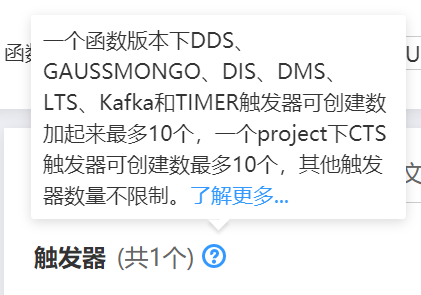 一个函数版本下DDS、
GAUSSMONGO、DIS、DMS、
LTS、Kafka和TIMER触发器可创建数
加起来最多10个，一个project下CTS
触发器可创建数最多10个，其他触发
器数量不限制。了解更多...
触发器 (共1个)